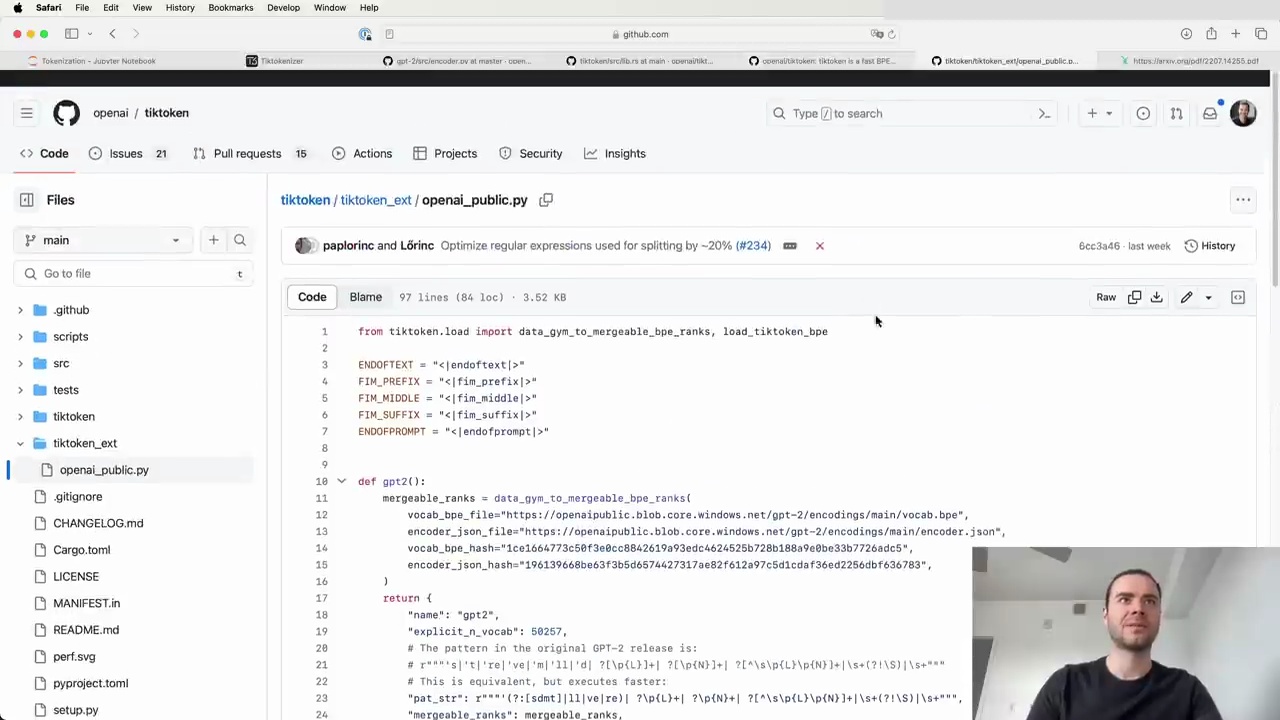 Safari File Edit View History Bookmarks Develop Window Help
github.com
Tokenization - Jupyter Notebook
Tiktokenizer
gpt-2/src/encoder.py at master · open...
tiktoken/src/lib.rs at main · openai/tikt...
openai/tiktoken: tiktoken is a fast BPE...
tiktoken/tiktoken_ext/openai_public.p...
https://arxiv.org/pdf/2207.14255.pdf
openai / tiktoken
Type / to search
Code
Issues 21
Pull requests 15
Actions
Projects
Security
Insights
Files
main
Go to file
t
.github
scripts
src
tests
tiktoken
tiktoken_ext
openai_public.py
.gitignore
CHANGELOG.md
Cargo.toml
LICENSE
MANIFEST.in
README.md
perf.svg
pyproject.toml
setup.py
tiktoken / tiktoken_ext / openai_public.py
paplorinc and Lőrinc Optimize regular expressions used for splitting by ~20% (#234)
6cc3a46 · last week
History
Code
Blame
97 lines (84 loc) · 3.52 KB
Raw
1 from tiktoken.load import data_gym_to_mergeable_bpe_ranks, load_tiktoken_bpe
2
3 ENDOFTEXT = "<|endoftext|>"
4 FIM_PREFIX = "<|fim_prefix|>"
5 FIM_MIDDLE = "<|fim_middle|>"
6 FIM_SUFFIX = "<|fim_suffix|>"
7 ENDOFPROMPT = "<|endofprompt|>"
8
9
10 def gpt2():
11 mergeable_ranks = data_gym_to_mergeable_bpe_ranks(
12 vocab_bpe_file="https://openaipublic.blob.core.windows.net/gpt-2/encodings/main/vocab.bpe",
13 encoder_json_file="https://openaipublic.blob.core.windows.net/gpt-2/encodings/main/encoder.json",
14 vocab_bpe_hash="1ce1664773c50f3e0cc8842619a93edc4624525b728b188a9e0be33b7726adc5",
15 encoder_json_hash="196139668be63f3b5d6574427317ae82f612a97c5d1cdaf36ed2256dbf636783",
16 )
17 return {
18 "name": "gpt2",
19 "explicit_n_vocab": 50257,
20 # The pattern in the original GPT-2 release is:
21 # r"""'s|'t|'re|'ve|'m|'ll|'d| ?[\p{L}]+| ?[\p{N}]+| ?[^\s\p{L}\p{N}]+|\s+(?!\S)|\s+"""
22 # This is equivalent, but executes faster:
23 "pat_str": r"""'(?:[sdmt]|ll|ve|re)| ?\p{L}+| ?\p{N}+| ?[^\s\p{L}\p{N}]+|\s+(?!\S)|\s+""",
24 "mergeable_ranks": mergeable_ranks,